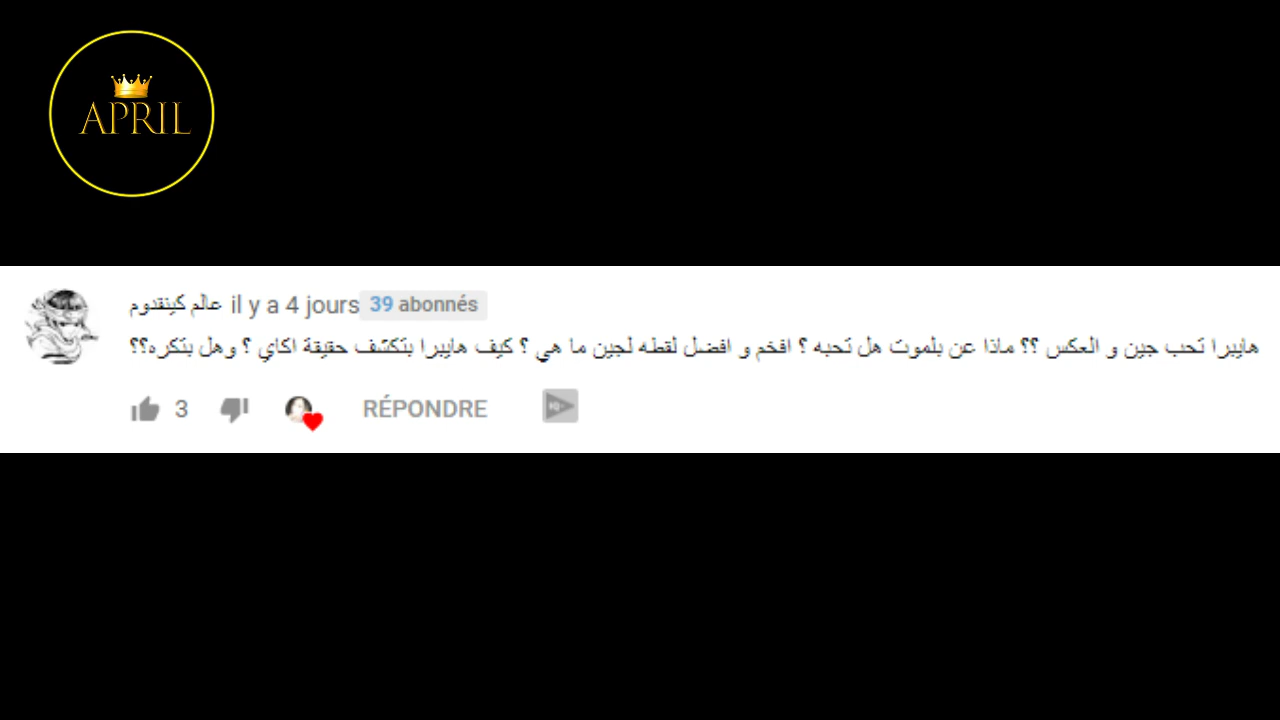 APRIL
عالم كينقدوم il y a 4 jours 39 abonnés
هايبرا تحب جين و العكس ؟؟ ماذا عن بلموت هل تحبه ؟ افخم و افضل لقطه لجين ما هي ؟ كيف هايبرا بتكشف حقيقة اكاي ؟ وهل بتكره؟؟
3 RÉPONDRE